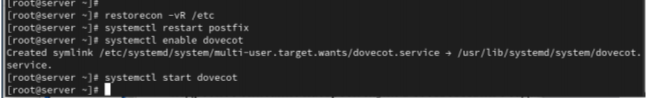 [root@server ~]#
[root@server ~]# restorecon -vR /etc
[root@server ~]# systemctl restart postfix
[root@server ~]# systemctl enable dovecot
Created symlink /etc/systemd/system/multi-user.target.wants/dovecot.service → /usr/lib/systemd/system/dovecot.
service.
[root@server ~]# systemctl start dovecot
[root@server ~]#